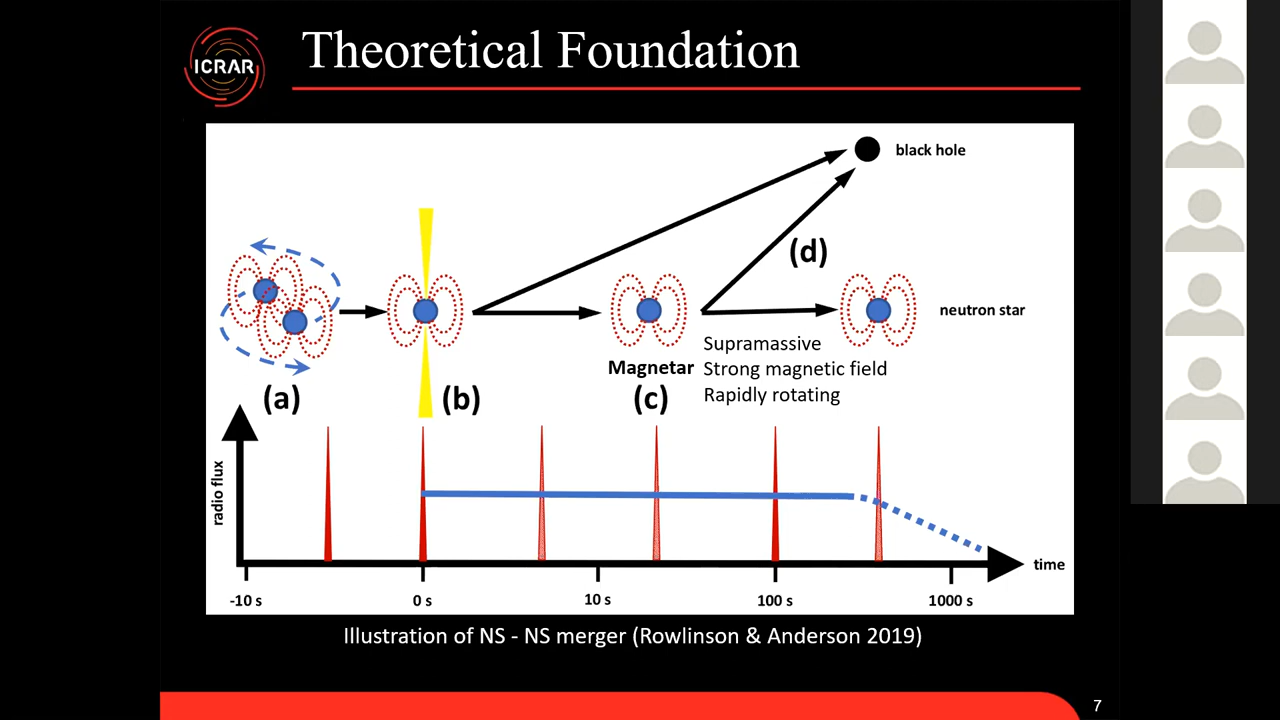 ICRAR
Theoretical Foundation
black hole
(d)
neutron star
Supramassive
Magnetar
Strong magnetic field
Rapidly rotating
(a)
(b)
(c)
radio flux
time
-10 s
0 s
10 s
100 s
1000 s
Illustration of NS - NS merger (Rowlinson & Anderson 2019)
7